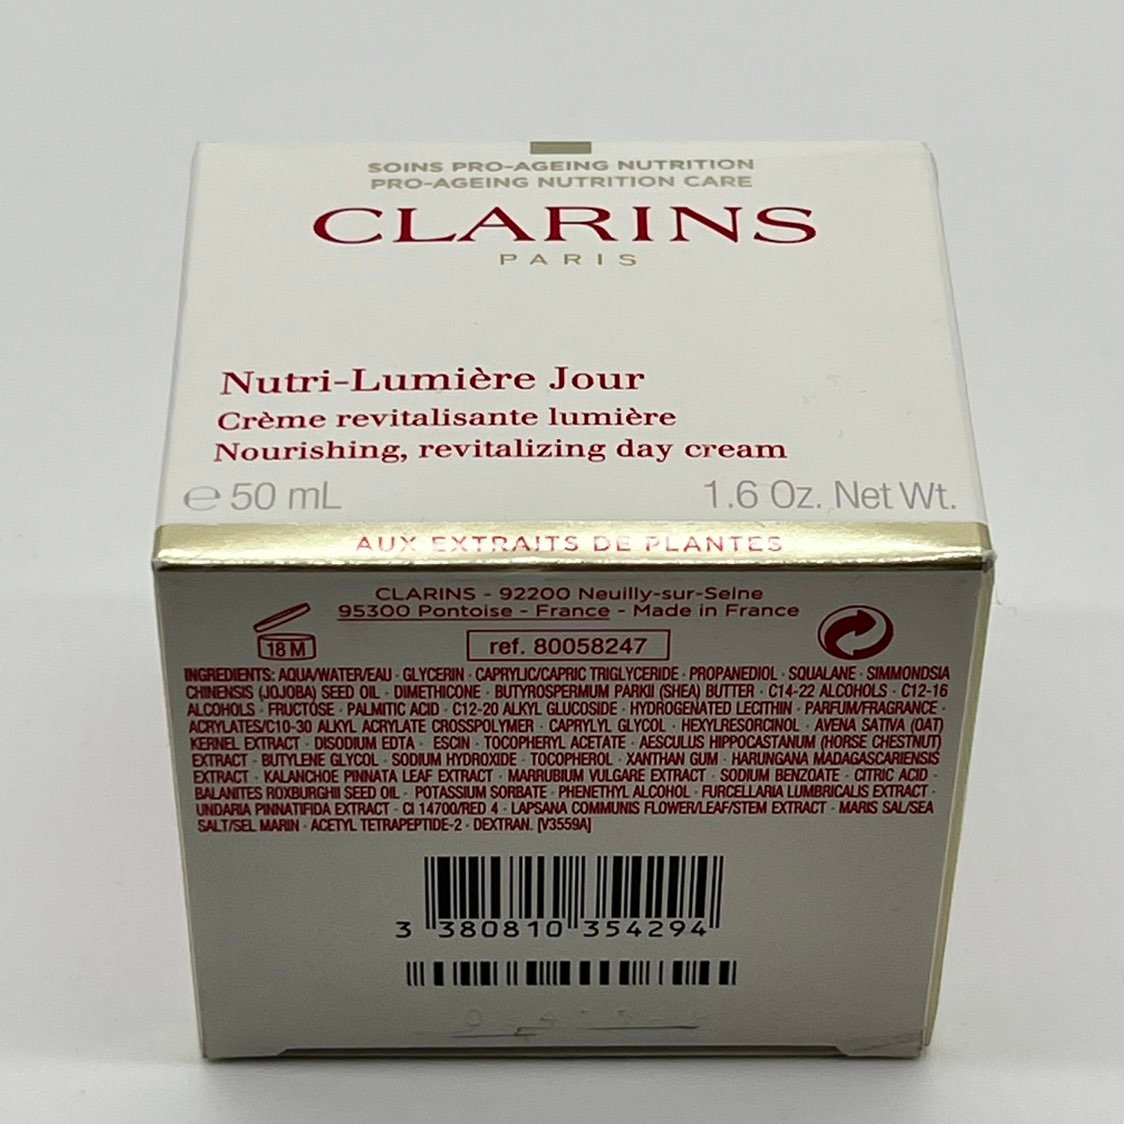 SOINS PRO-AGEING NUTRITION
PRO-AGEING NUTRITION CARE
CLARINS
PARIS
Nutri-Lumière Jour
Crème revitalisante lumière
Nourishing, revitalizing day cream
℮ 50 mL 1.6 Oz. Net Wt.
AUX EXTRAITS DE PLANTES
CLARINS - 92200 Neuilly-sur-Seine
95300 Pontoise - France - Made in France
18 M
ref. 80058247
INGREDIENTS: AQUA/WATER/EAU · GLYCERIN · CAPRYLIC/CAPRIC TRIGLYCERIDE · PROPANEDIOL · SQUALANE · SIMMONDSIA
CHINENSIS (JOJOBA) SEED OIL · DIMETHICONE · BUTYROSPERMUM PARKII (SHEA) BUTTER · C14-22 ALCOHOLS · C12-16
ALCOHOLS · FRUCTOSE · PALMITIC ACID · C12-20 ALKYL GLUCOSIDE · HYDROGENATED LECITHIN · PARFUM/FRAGRANCE ·
ACRYLATES/C10-30 ALKYL ACRYLATE CROSSPOLYMER · CAPRYLYL GLYCOL · HEXYLRESORCINOL · AVENA SATIVA (OAT)
KERNEL EXTRACT · DISODIUM EDTA · ESCIN · TOCOPHERYL ACETATE · AESCULUS HIPPOCASTANUM (HORSE CHESTNUT)
EXTRACT · BUTYLENE GLYCOL · SODIUM HYDROXIDE · TOCOPHEROL · XANTHAN GUM · HARUNGANA MADAGASCARIENSIS
EXTRACT · KALANCHOE PINNATA LEAF EXTRACT · MARRUBIUM VULGARE EXTRACT · SODIUM BENZOATE · CITRIC ACID ·
BALANITES ROXBURGHII SEED OIL · POTASSIUM SORBATE · PHENETHYL ALCOHOL · FURCELLARIA LUMBRICALIS EXTRACT ·
UNDARIA PINNATIFIDA EXTRACT · CI 14700/RED 4 · LAPSANA COMMUNIS FLOWER/LEAF/STEM EXTRACT · MARIS SAL/SEA
SALT/SEL MARIN · ACETYL TETRAPEPTIDE-2 · DEXTRAN. [V3559A]
3 380810 354294